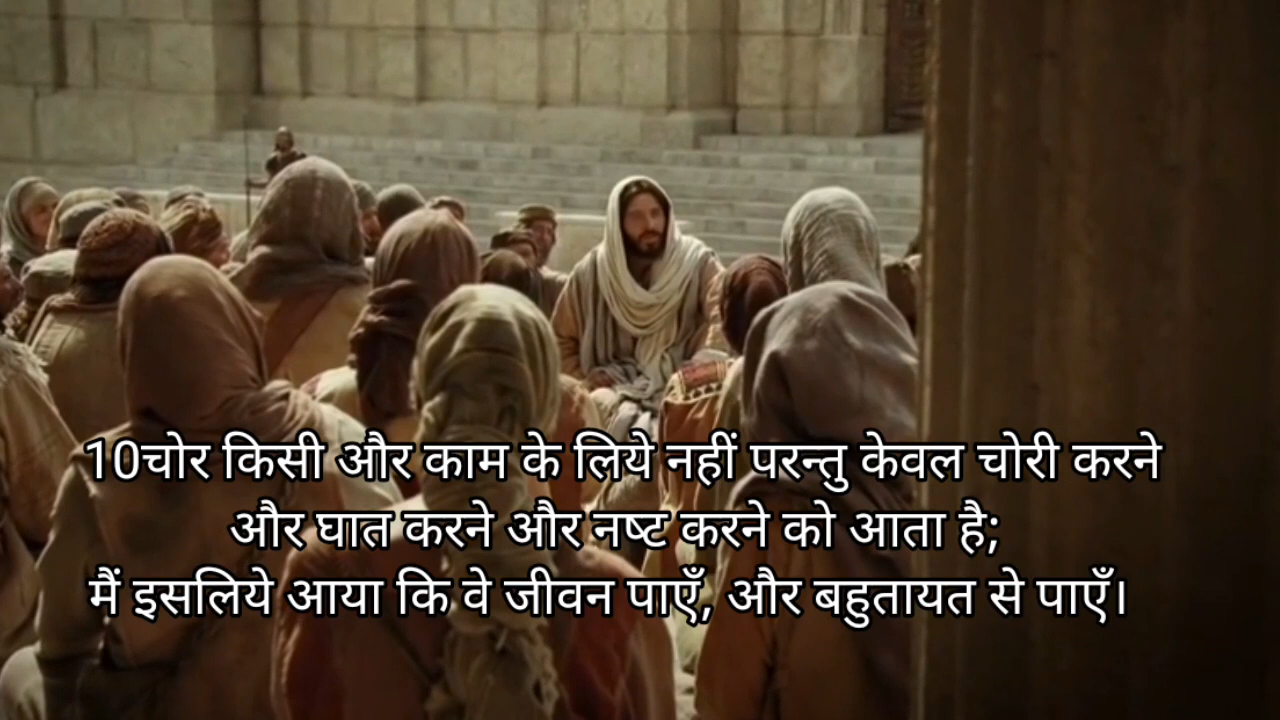 10चोर किसी और काम के लिये नहीं परन्तु केवल चोरी करने
और घात करने और नष्ट करने को आता है;
मैं इसलिये आया कि वे जीवन पाएँ, और बहुतायत से पाएँ।